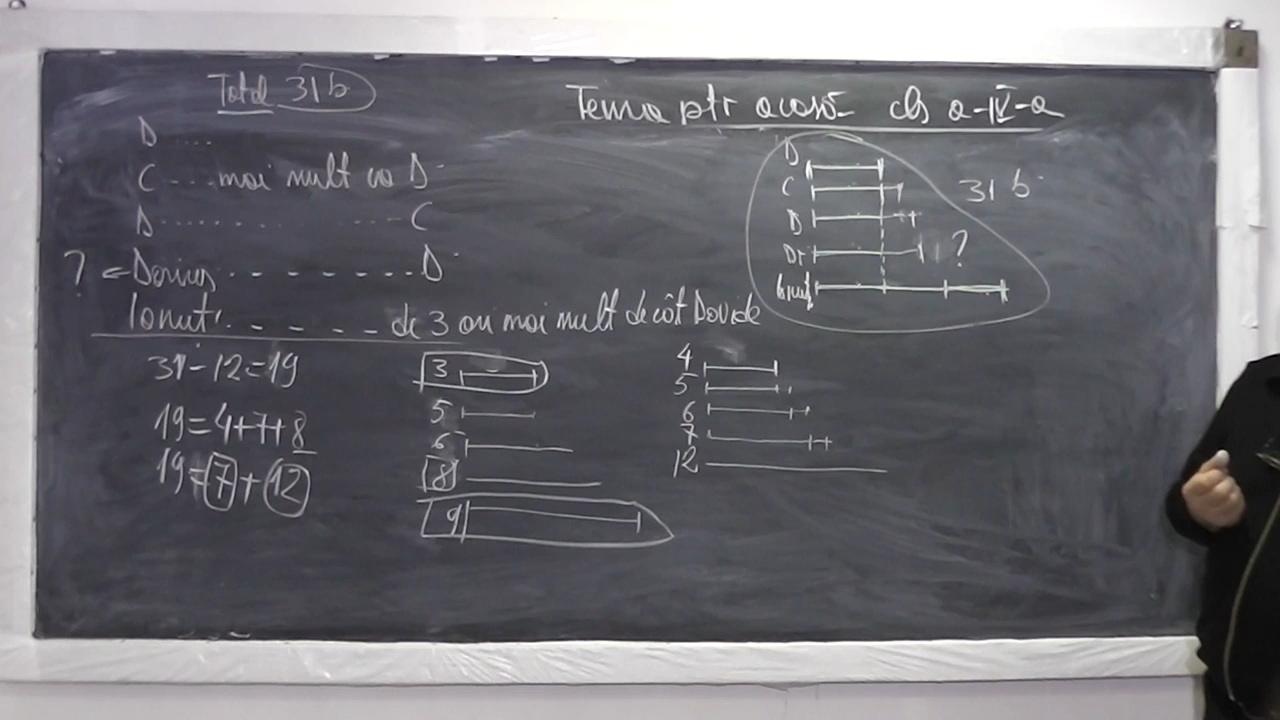 Total 31 b
D ....
C ... mai mult ca D
D .......... C
? Darius ........ D
Ionuț ...... de 3 ori mai mult decât Davide
31-12=19
19=4+7+8
19=7+12
3
5
6
8
9
Tema ptr acasă cls a-IV-a
D
C
D
Dr
31 b
?
Ionuț
4
5
6
7
12